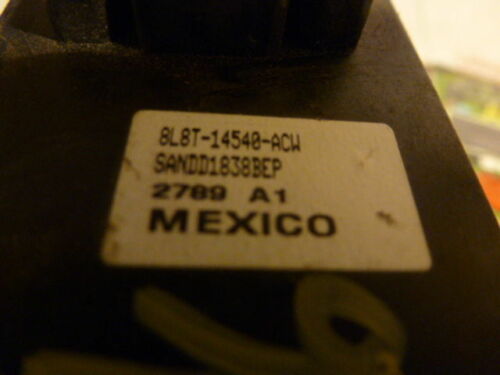 8L8T-14540-ACW
SANDD1838BEP
2789 A1
MEXICO